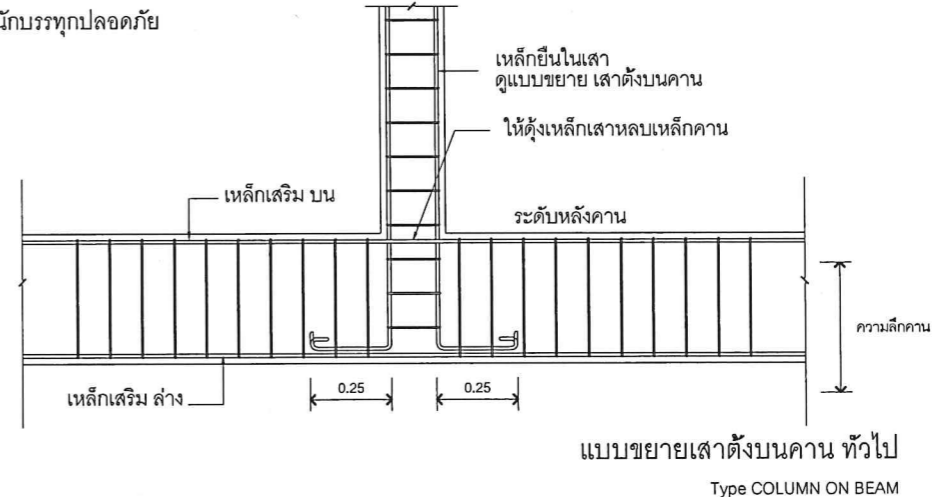 นักบรรทุกปลอดภัย
เหล็กยืนในเสา
ดูแบบขยาย เสาตั้งบนคาน
ให้ดุ้งเหล็กเสาหลบเหล็กคาน
เหล็กเสริม บน
ระดับหลังคาน
ความลึกคาน
0.25
0.25
เหล็กเสริม ล่าง
แบบขยายเสาตั้งบนคาน ทั่วไป
Type COLUMN ON BEAM